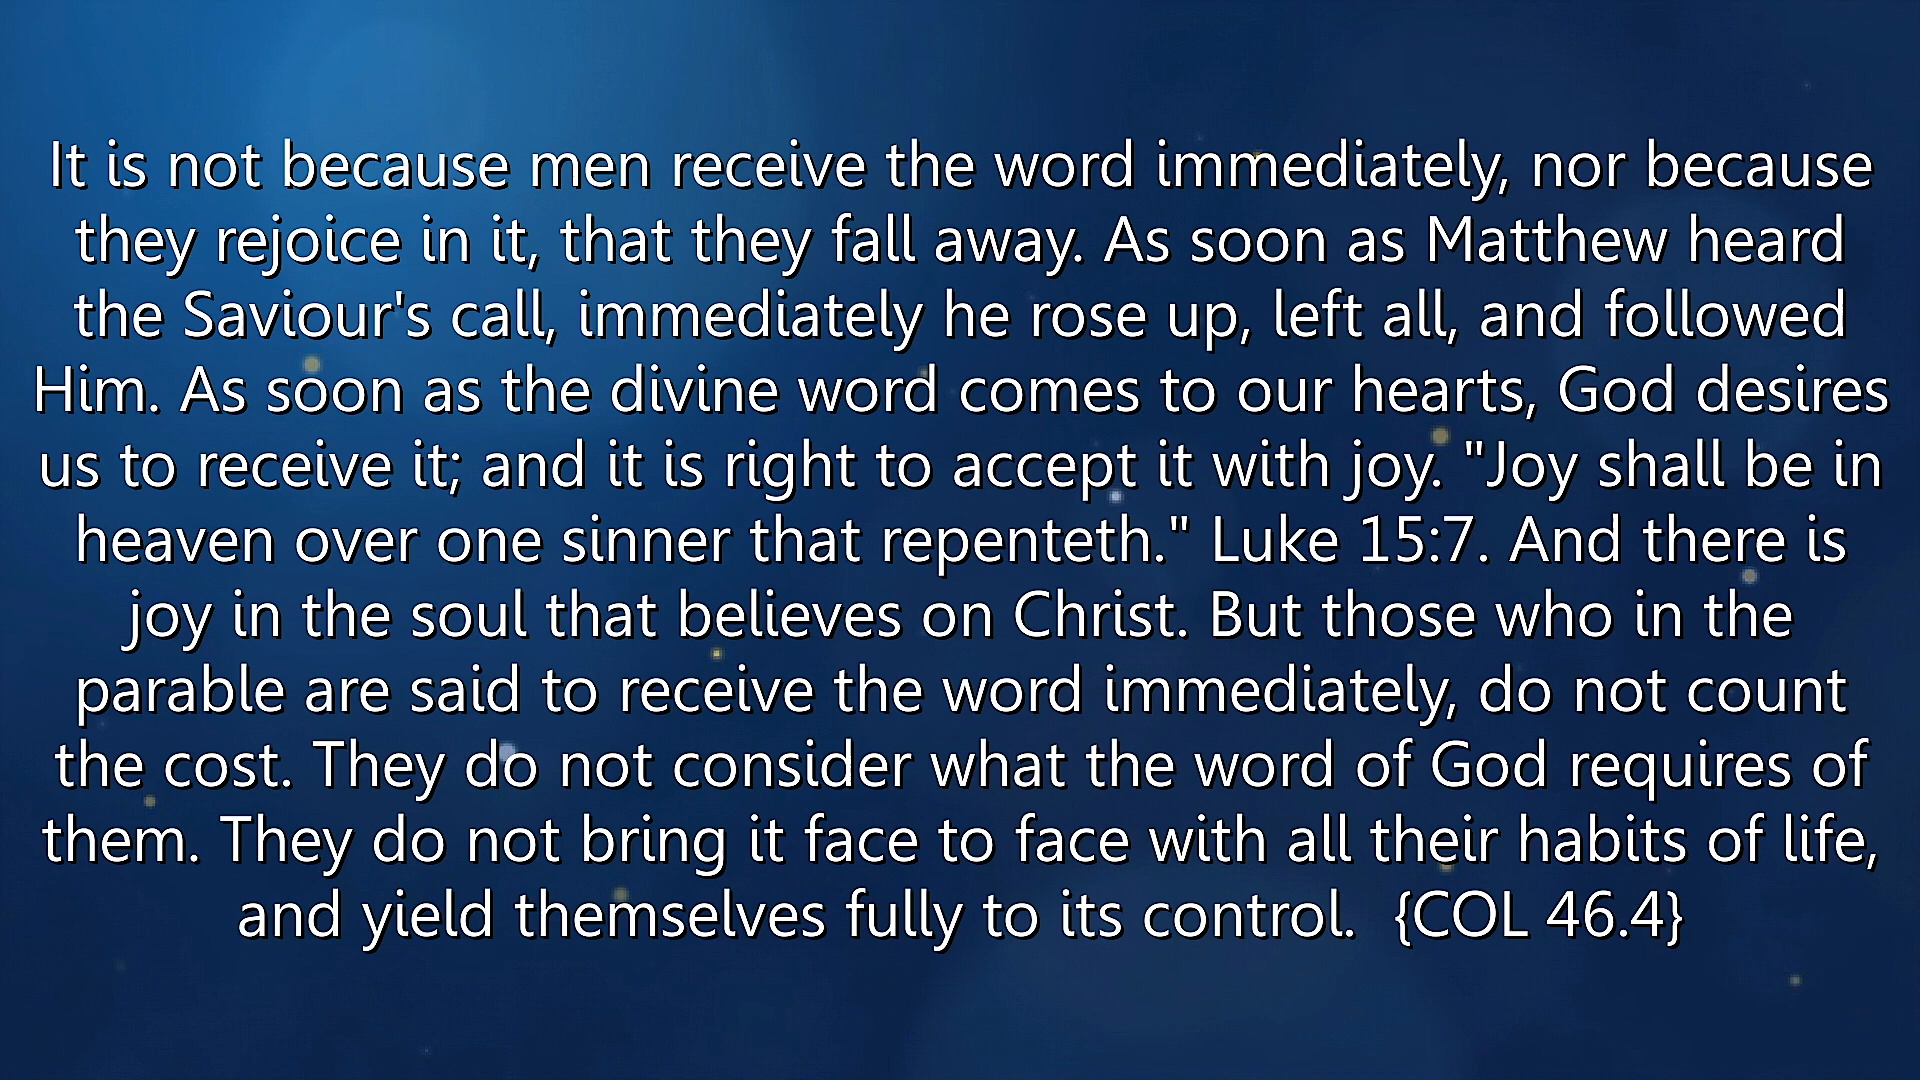 It is not because men receive the word immediately, nor because
they rejoice in it, that they fall away. As soon as Matthew heard
the Saviour's call, immediately he rose up, left all, and followed
Him. As soon as the divine word comes to our hearts, God desires
us to receive it; and it is right to accept it with joy. "Joy shall be in
heaven over one sinner that repenteth." Luke 15:7. And there is
joy in the soul that believes on Christ. But those who in the
parable are said to receive the word immediately, do not count
the cost. They do not consider what the word of God requires of
them. They do not bring it face to face with all their habits of life,
and yield themselves fully to its control.  {COL 46.4}